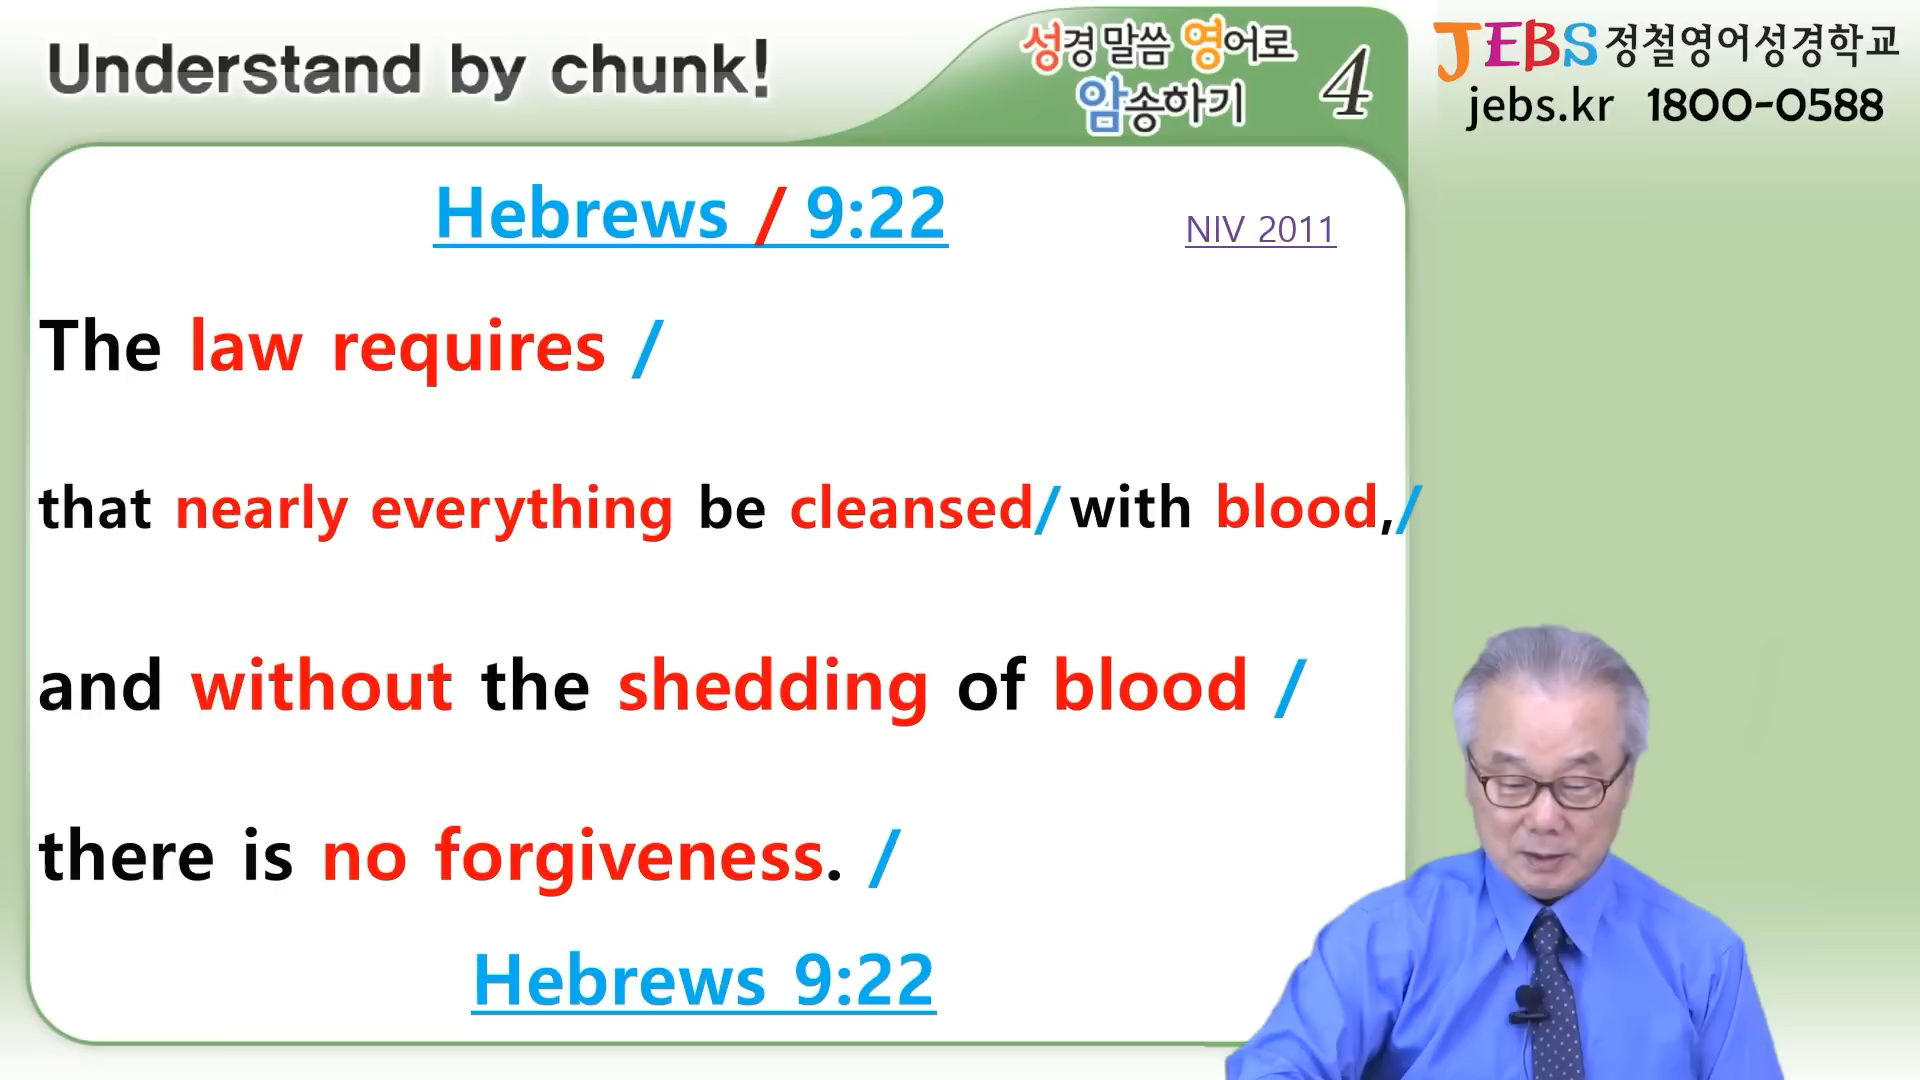 Understand by chunk!
성경 말씀 영어로
암송하기 4
JEBS 정철영어성경학교
jebs.kr 1800-0588
Hebrews / 9:22
NIV 2011
The law requires /
that nearly everything be cleansed/ with blood,/
and without the shedding of blood /
there is no forgiveness. /
Hebrews 9:22